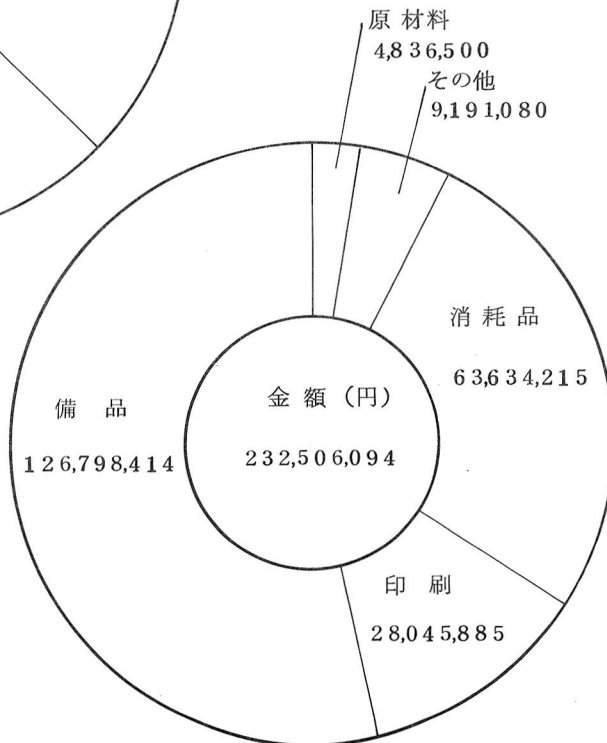 原材料
4,836,500
その他
9,191,080
消耗品
63,634,215
金額（円）
232,506,094
備品
126,798,414
印刷
28,045,885